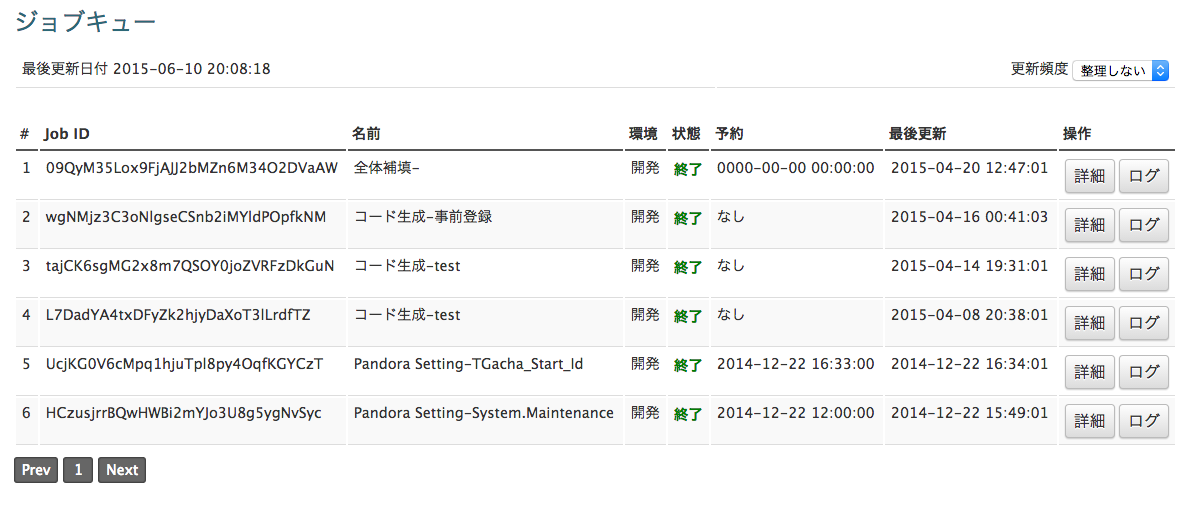 ジョブキュー
最後更新日付 2015-06-10 20:08:18 更新頻度 整理しない
# Job ID 名前 環境 状態 予約 最後更新 操作
1 09QyM35Lox9FjAJJ2bMZn6M34O2DVaAW 全体補填- 開発 終了 0000-00-00 00:00:00 2015-04-20 12:47:01 詳細 ログ
2 wgNMjz3C3oNIgseCSnb2iMYldPOpfkNM コード生成-事前登録 開発 終了 なし 2015-04-16 00:41:03 詳細 ログ
3 tajCK6sgMG2x8m7QSOY0joZVRFzDkGuN コード生成-test 開発 終了 なし 2015-04-14 19:31:01 詳細 ログ
4 L7DadYA4txDFyZk2hjyDaXoT3lLrdfTZ コード生成-test 開発 終了 なし 2015-04-08 20:38:01 詳細 ログ
5 UcjKG0V6cMpq1hjuTpl8py4OqfKGYCzT Pandora Setting-TGacha_Start_Id 開発 終了 2014-12-22 16:33:00 2014-12-22 16:34:01 詳細 ログ
6 HCzusjrrBQwHWBi2mYJo3U8g5ygNvSyc Pandora Setting-System.Maintenance 開発 終了 2014-12-22 12:00:00 2014-12-22 15:49:01 詳細 ログ
Prev 1 Next